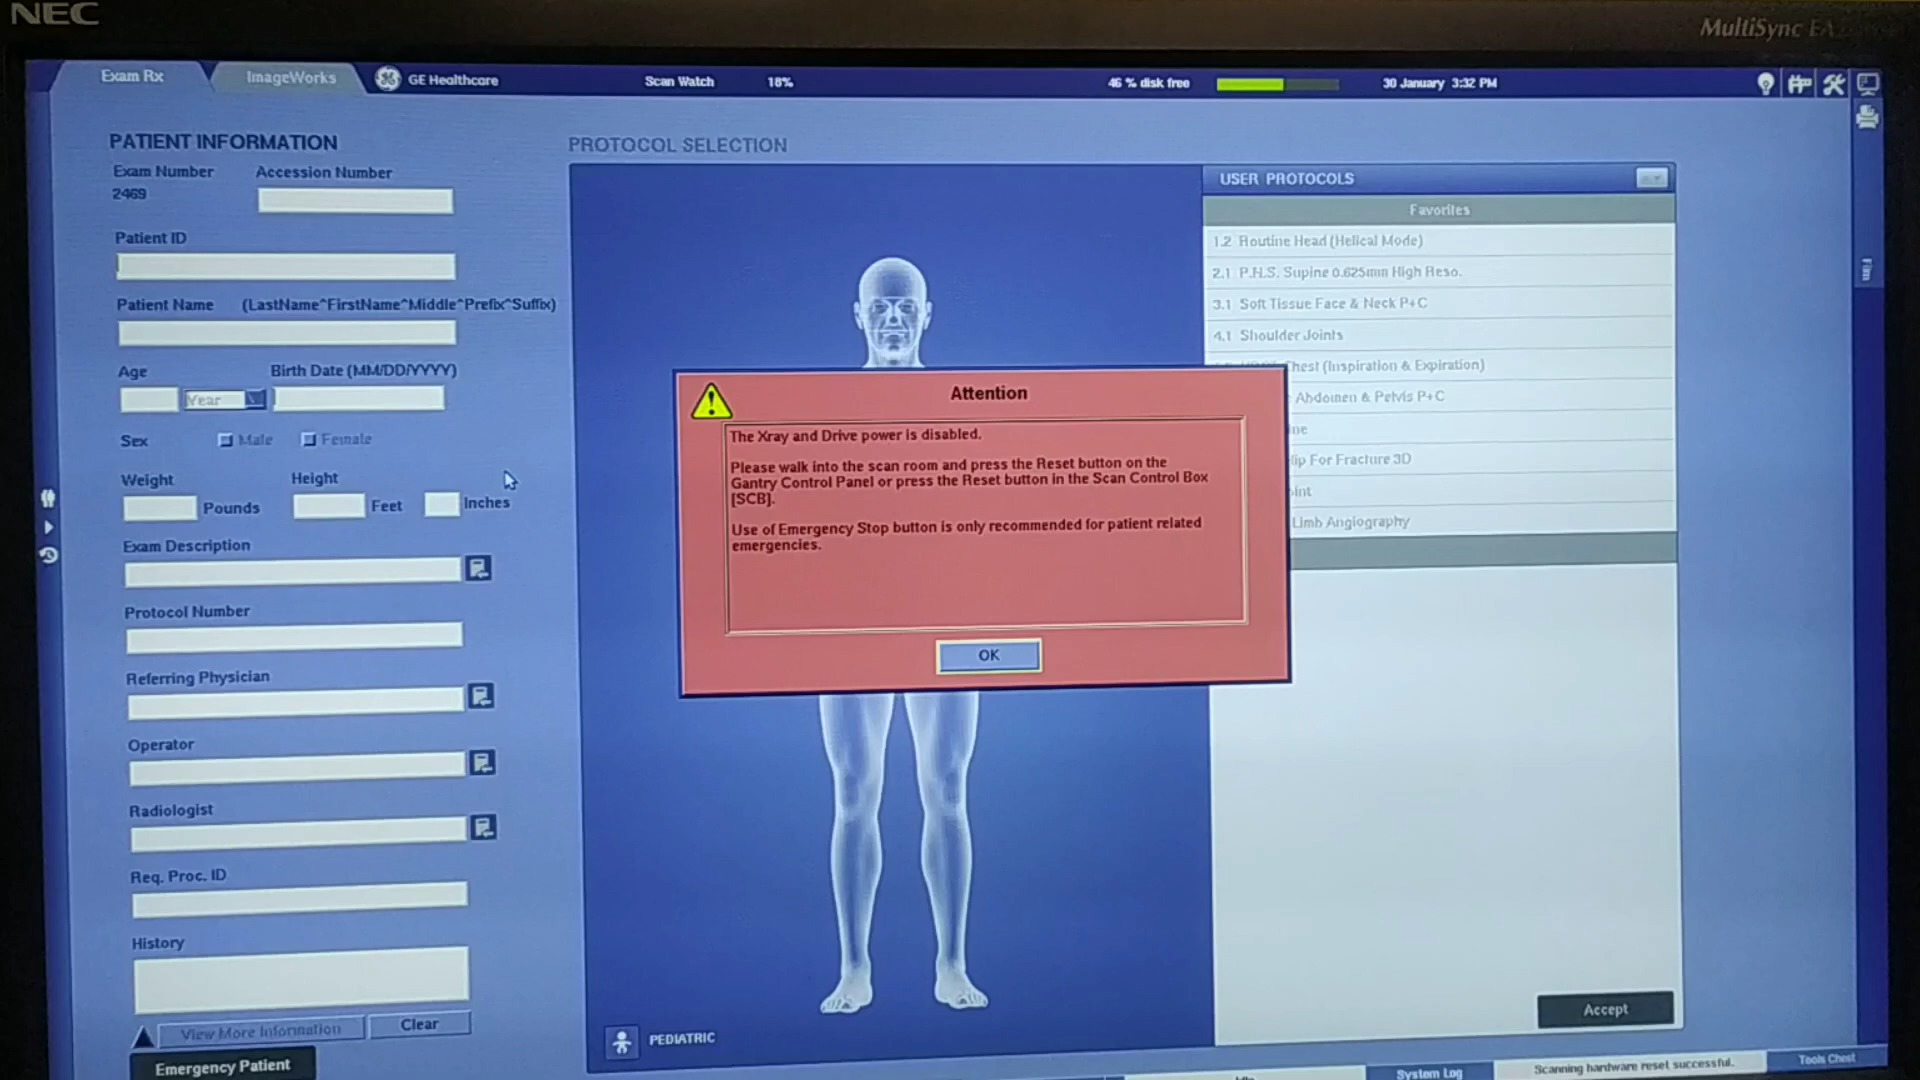 NEC
MultiSync
Exam Rx
ImageWorks
GE Healthcare
Scan Watch 18%
46 % disk free
30 January 3:32 PM
PATIENT INFORMATION
Exam Number
2469
Accession Number
Patient ID
Patient Name (LastName^FirstName^Middle^Prefix^Suffix)
Age
Birth Date (MM/DD/YYYY)
Year
Sex
Male
Female
Weight
Height
Pounds
Feet
Inches
Exam Description
Protocol Number
Referring Physician
Operator
Radiologist
Req. Proc. ID
History
View More Information
Clear
Emergency Patient
PROTOCOL SELECTION
USER PROTOCOLS
Favorites
1.2 Routine Head (Helical Mode)
2.1 P.H.S. Supine 0.625mm High Reso.
3.1 Soft Tissue Face & Neck P+C
4.1 Shoulder Joints
Chest (Inspiration & Expiration)
Abdomen & Pelvis P+C
For Fracture 3D
Limb Angiography
Attention
The Xray and Drive power is disabled.
Please walk into the scan room and press the Reset button on the
Gantry Control Panel or press the Reset button in the Scan Control Box
[SCB].
Use of Emergency Stop button is only recommended for patient related
emergencies.
OK
Film
PEDIATRIC
Accept
System Log
Scanning hardware reset successful.
Tools Chest